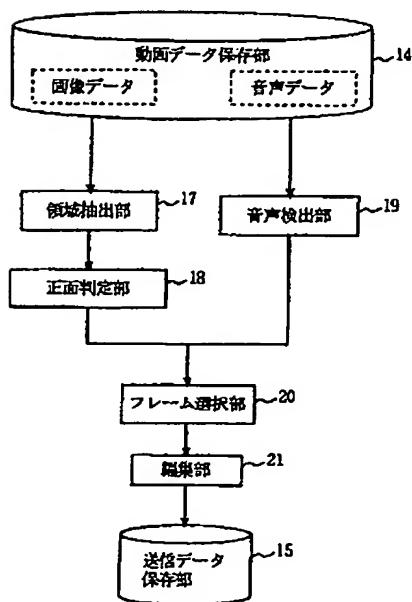 動画データ保存部
14
画像データ
音声データ
領域抽出部
17
音声検出部
19
正面判定部
18
フレーム選択部
20
編集部
21
送信データ
保存部
15